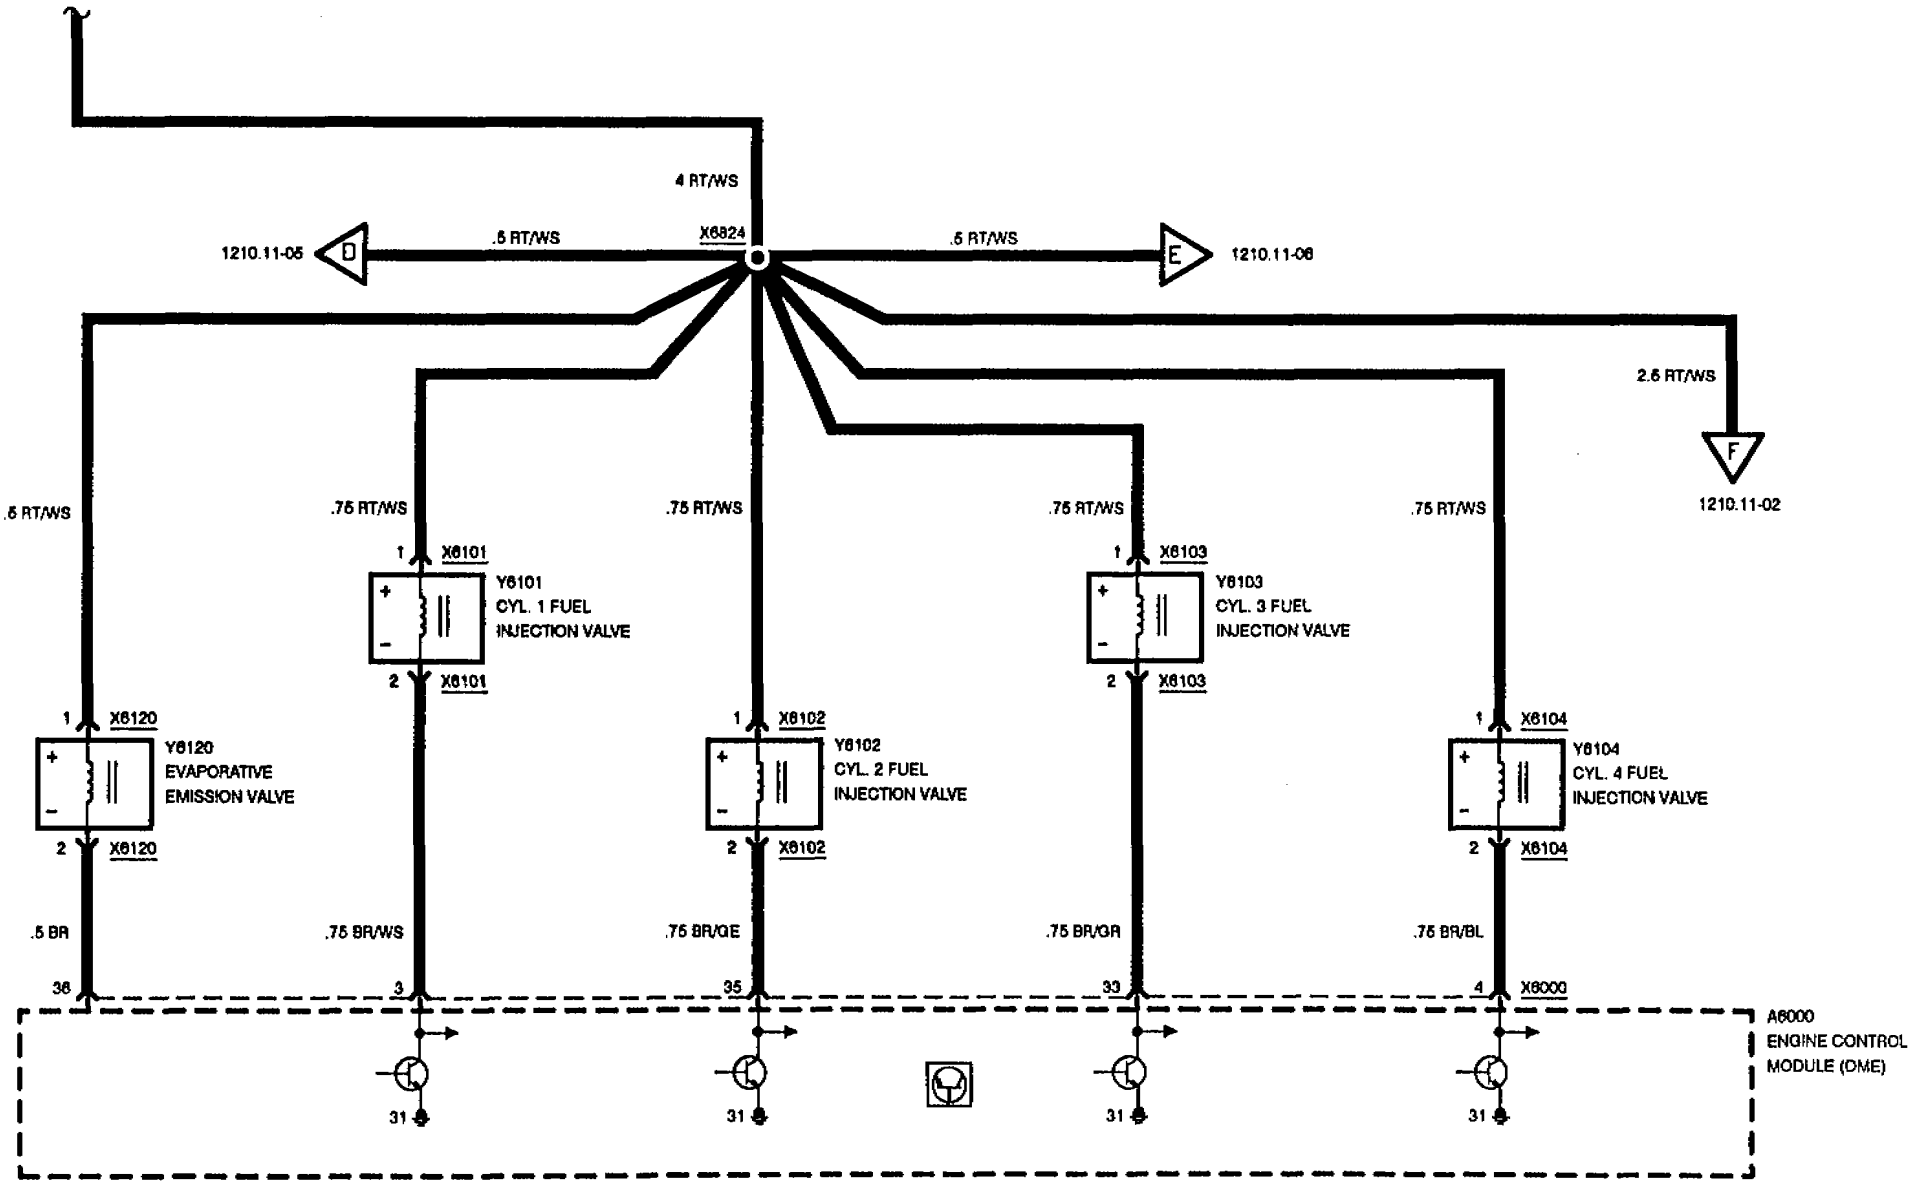 4 RT/WS
X6824
.5 RT/WS
.5 RT/WS
1210.11-05
D
E
1210.11-06
2.5 RT/WS
F
1210.11-02
.5 RT/WS
.75 RT/WS
.75 RT/WS
.75 RT/WS
.75 RT/WS
1 X6101
1 X6103
+
-
Y6101
CYL. 1 FUEL
INJECTION VALVE
+
-
Y6103
CYL. 3 FUEL
INJECTION VALVE
2 X6101
2 X6103
1 X6120
1 X6102
1 X6104
+
-
Y6120
EVAPORATIVE
EMISSION VALVE
+
-
Y6102
CYL. 2 FUEL
INJECTION VALVE
+
-
Y6104
CYL. 4 FUEL
INJECTION VALVE
2 X6120
2 X6102
2 X6104
.5 BR
.75 BR/WS
.75 BR/GE
.75 BR/GR
.75 BR/BL
36
3
35
33
4 X6000
A6000
ENGINE CONTROL
MODULE (DME)
31
31
31
31